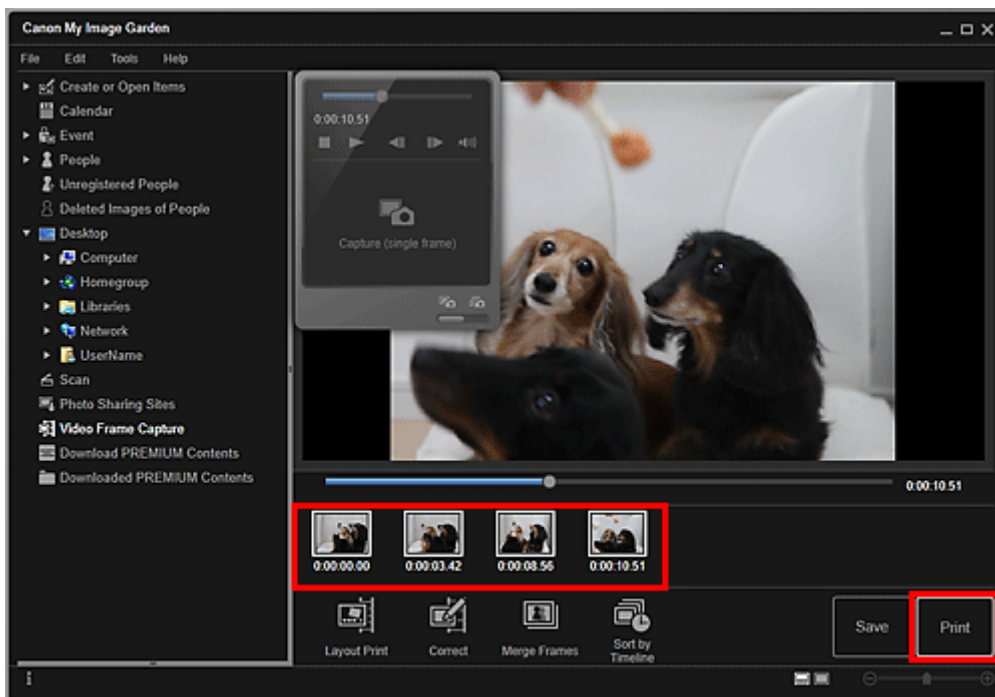 Canon My Image Garden
File Edit Tools Help
Create or Open Items
Calendar
Event
People
Unregistered People
Deleted Images of People
Desktop
Computer
Homegroup
Libraries
Network
UserName
Scan
Photo Sharing Sites
Video Frame Capture
Download PREMIUM Contents
Downloaded PREMIUM Contents
0:00:10.51
Capture (single frame)
0:00:10.51
0:00:00.00 0:00:03.42 0:00:08.56 0:00:10.51
Layout Print Correct Merge Frames Sort by
Timeline
Save Print